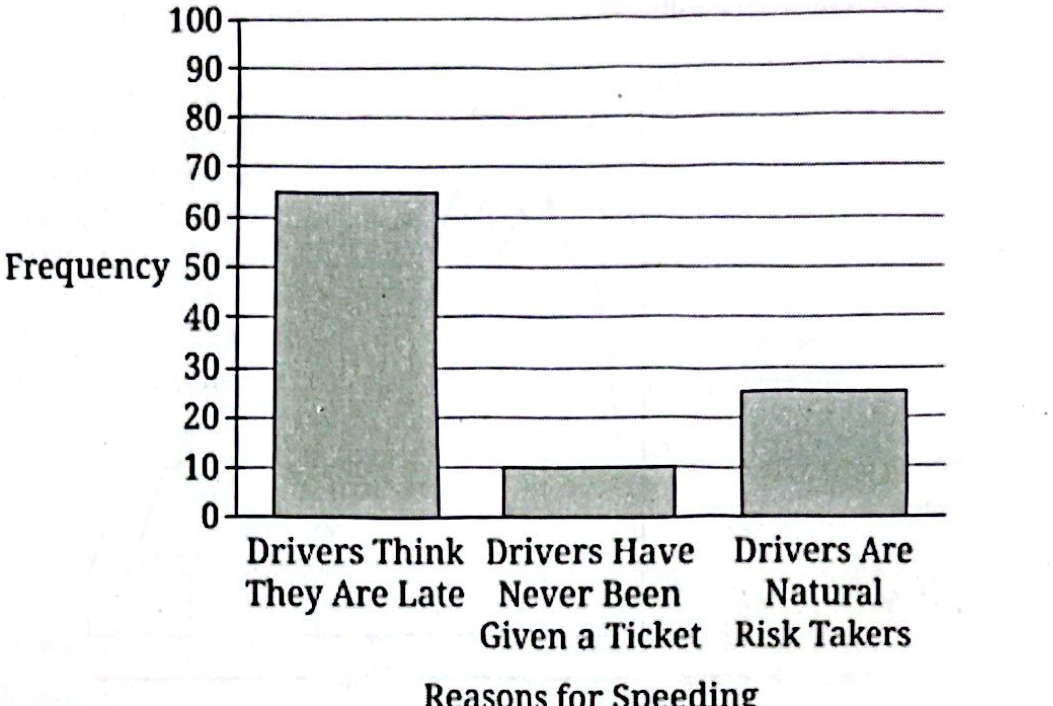 100
90
80
70
60
Frequency 50
40
30
20
10
0
Drivers Think Drivers Have Drivers Are
They Are Late Never Been Natural
Given a Ticket Risk Takers
Reasons for Speeding